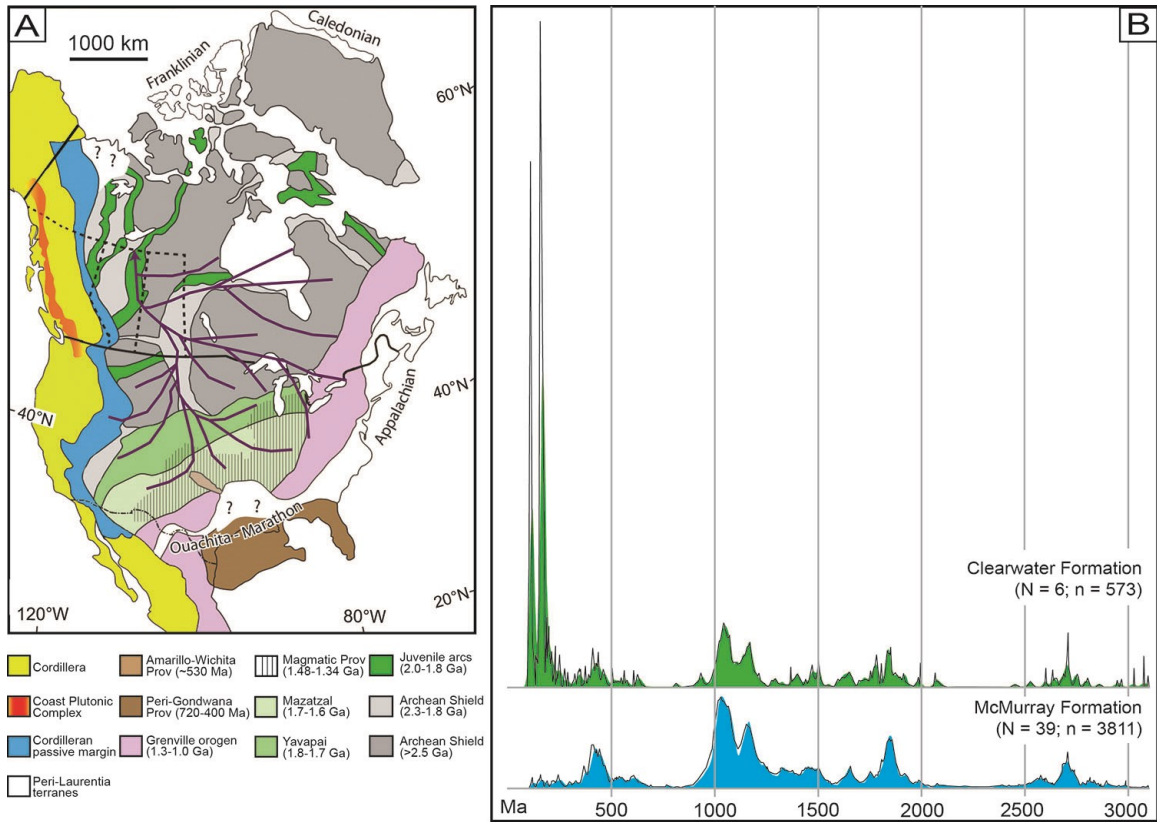 A
1000 km
Caledonian
Franklinian
60°N
? ?
40°N
40°N
Appalachian
? ?
Ouachita - Marathon
20°N
120°W
80°W
Cordillera
Coast Plutonic
Complex
Cordilleran
passive margin
Peri-Laurentia
terranes
Amarillo-Wichita
Prov (~530 Ma)
Peri-Gondwana
Prov (720-400 Ma)
Grenville orogen
(1.3-1.0 Ga)
Magmatic Prov
(1.48-1.34 Ga)
Mazatzal
(1.7-1.6 Ga)
Yavapai
(1.8-1.7 Ga)
Juvenile arcs
(2.0-1.8 Ga)
Archean Shield
(2.3-1.8 Ga)
Archean Shield
(>2.5 Ga)
B
Clearwater Formation
(N = 6; n = 573)
McMurray Formation
(N = 39; n = 3811)
Ma
500
1000
1500
2000
2500
3000